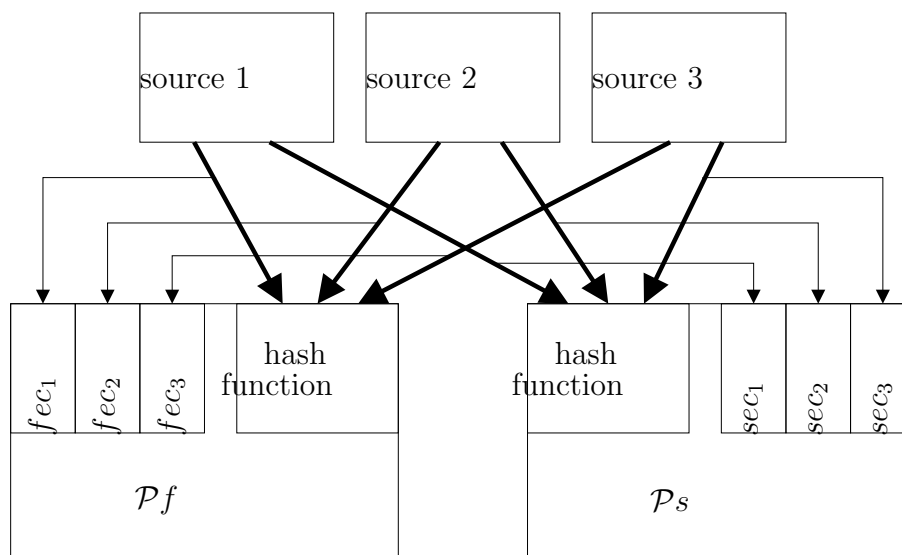 source 1
source 2
source 3
fec₁
fec₂
fec₃
hash
function
hash
function
sec₁
sec₂
sec₃
𝒫f
𝒫s